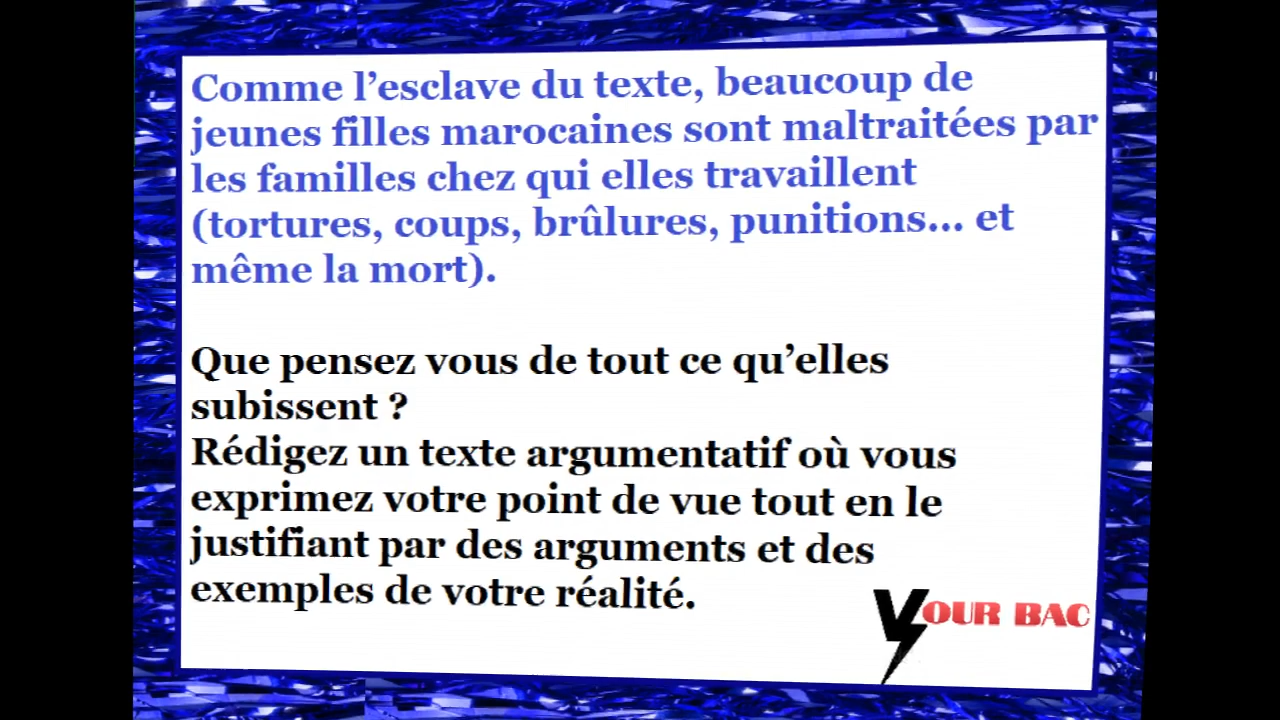 Comme l’esclave du texte, beaucoup de
jeunes filles marocaines sont maltraitées par
les familles chez qui elles travaillent
(tortures, coups, brûlures, punitions... et
même la mort).
Que pensez vous de tout ce qu’elles
subissent ?
Rédigez un texte argumentatif où vous
exprimez votre point de vue tout en le
justifiant par des arguments et des
exemples de votre réalité.
YOUR BAC